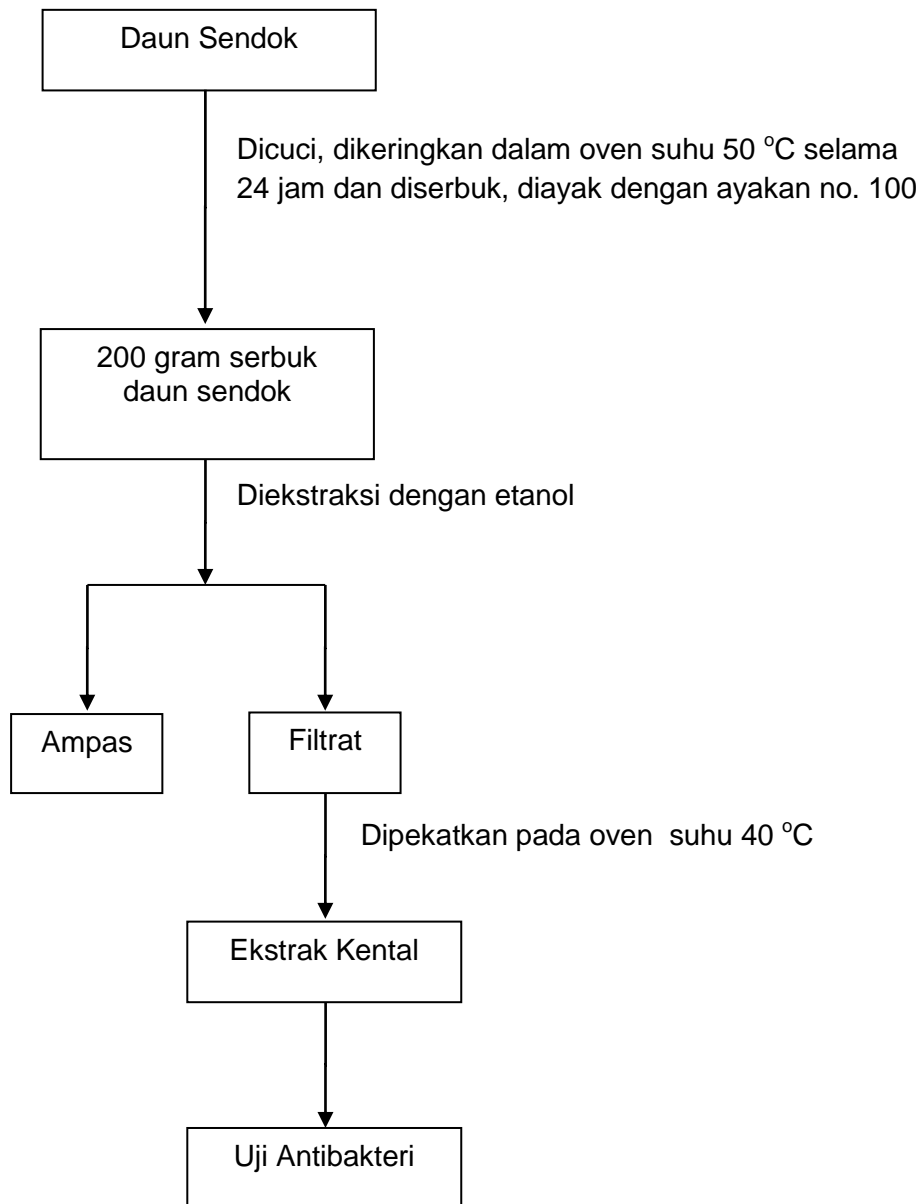 Daun Sendok
Dicuci, dikeringkan dalam oven suhu 50 °C selama
24 jam dan diserbuk, diayak dengan ayakan no. 100
200 gram serbuk
daun sendok
Diekstraksi dengan etanol
Ampas
Filtrat
Dipekatkan pada oven  suhu 40 °C
Ekstrak Kental
Uji Antibakteri